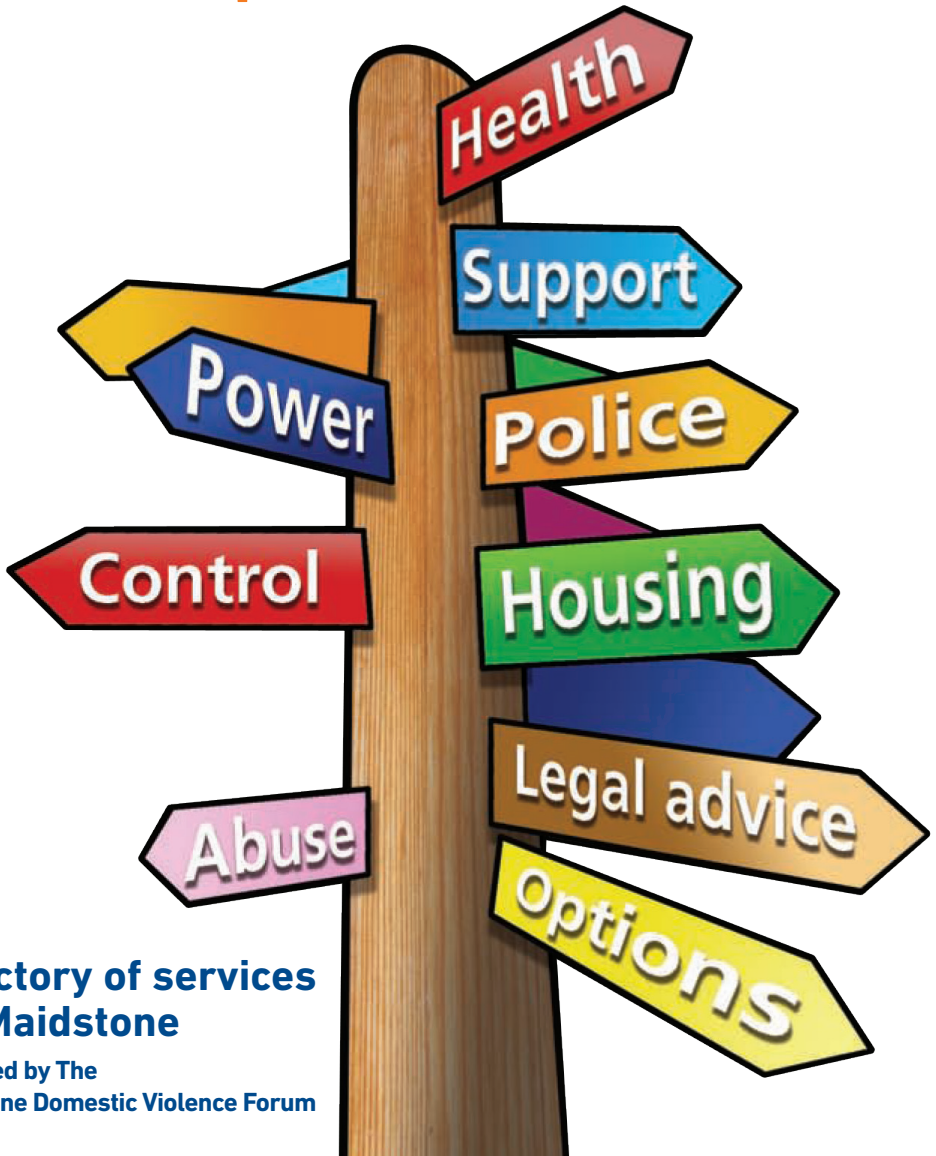 Health
Support
Power
Police
Control
Housing
Legal advice
Abuse
Options
ctory of services
Maidstone
ed by The
ne Domestic Violence Forum